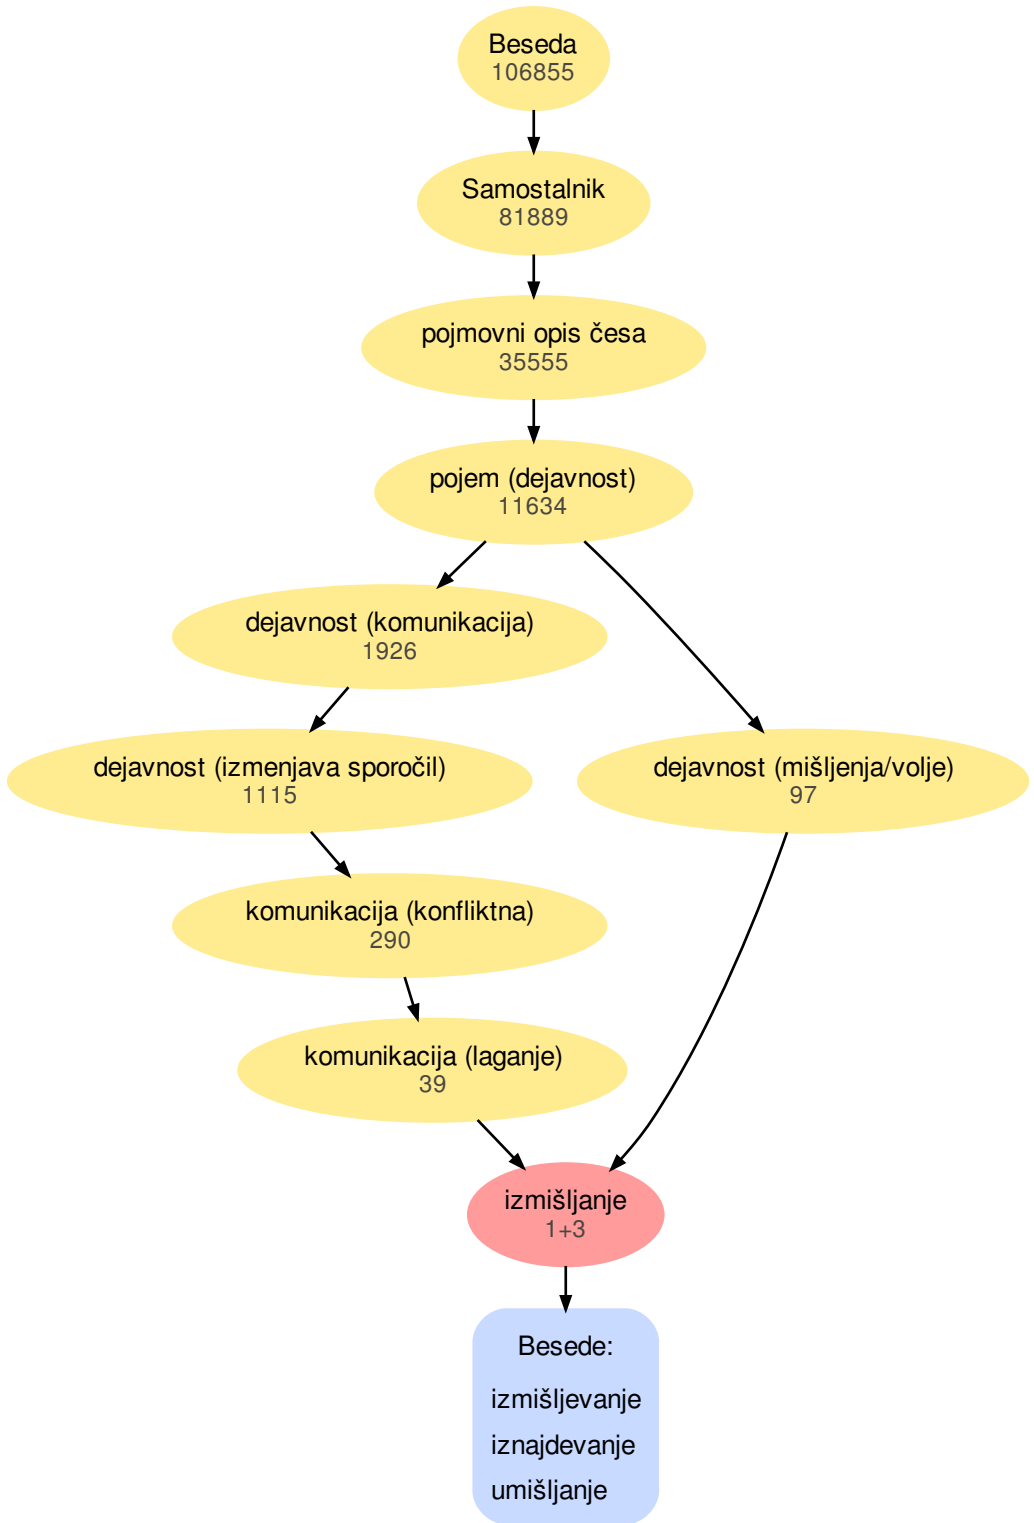 Beseda
106855
Samostalnik
81889
pojmovni opis česa
35555
pojem (dejavnost)
11634
dejavnost (komunikacija)
1926
dejavnost (izmenjava sporočil)
1115
dejavnost (mišljenja/volje)
97
komunikacija (konfliktna)
290
komunikacija (laganje)
39
izmišljanje
1+3
Besede:
izmišljevanje
iznajdevanje
umišljanje